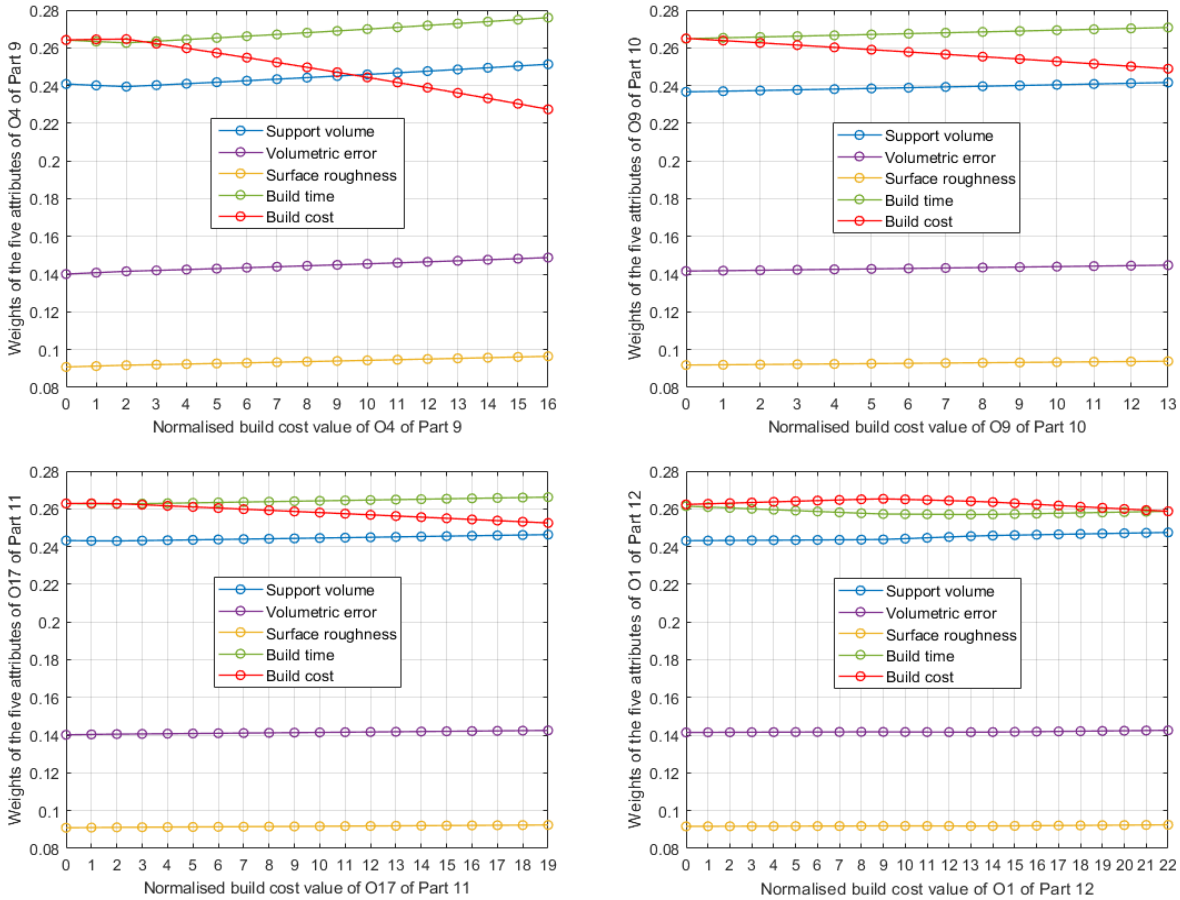 Weights of the five attributes of O4 of Part 9
0.28
0.26
0.24
0.22
0.2
0.18
0.16
0.14
0.12
0.1
0.08
Support volume
Volumetric error
Surface roughness
Build time
Build cost
0 1 2 3 4 5 6 7 8 9 10 11 12 13 14 15 16
Normalised build cost value of O4 of Part 9
Weights of the five attributes of O9 of Part 10
0.28
0.26
0.24
0.22
0.2
0.18
0.16
0.14
0.12
0.1
0.08
Support volume
Volumetric error
Surface roughness
Build time
Build cost
0 1 2 3 4 5 6 7 8 9 10 11 12 13
Normalised build cost value of O9 of Part 10
Weights of the five attributes of O17 of Part 11
0.28
0.26
0.24
0.22
0.2
0.18
0.16
0.14
0.12
0.1
0.08
Support volume
Volumetric error
Surface roughness
Build time
Build cost
0 1 2 3 4 5 6 7 8 9 10 11 12 13 14 15 16 17 18 19
Normalised build cost value of O17 of Part 11
Weights of the five attributes of O1 of Part 12
0.28
0.26
0.24
0.22
0.2
0.18
0.16
0.14
0.12
0.1
0.08
Support volume
Volumetric error
Surface roughness
Build time
Build cost
0 1 2 3 4 5 6 7 8 9 10 11 12 13 14 15 16 17 18 19 20 21 22
Normalised build cost value of O1 of Part 12